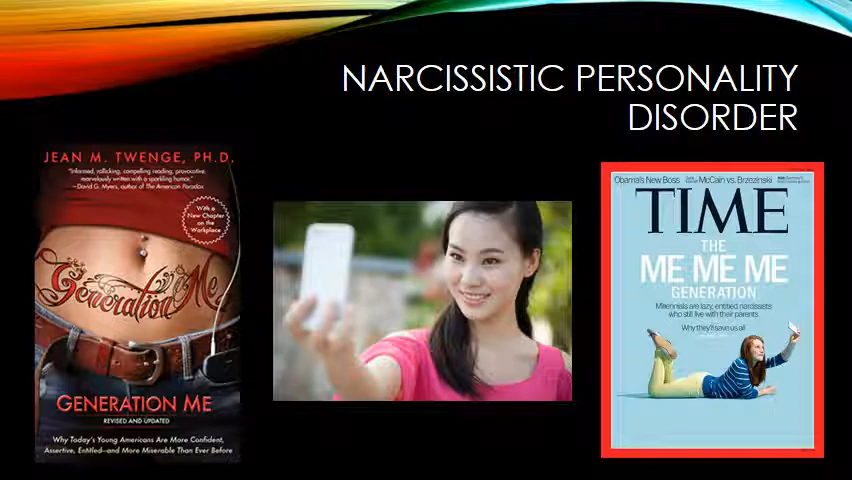 NARCISSISTIC PERSONALITY
DISORDER
JEAN M. TWENGE, PH.D.
"Informed, rollicking, compelling reading, provocative,
marvelously written with a sparkling humor."
—David G. Myers, author of The American Paradox
With a
New Chapter
on the
Workplace
Generation Me
GENERATION ME
REVISED AND UPDATED
Why Today's Young Americans Are More Confident,
Assertive, Entitled—and More Miserable Than Ever Before
Obama's New Boss
McCain vs. Brzezinski
TIME
THE
ME ME ME
GENERATION
Millennials are lazy, entitled narcissists
who still live with their parents
Why they'll save us all